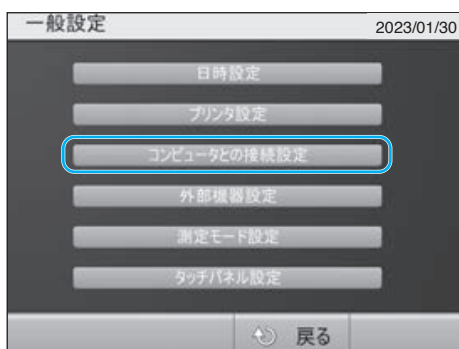 一般設定
2023/01/30
日時設定
プリンタ設定
コンピュータとの接続設定
外部機器設定
測定モード設定
タッチパネル設定
戻る